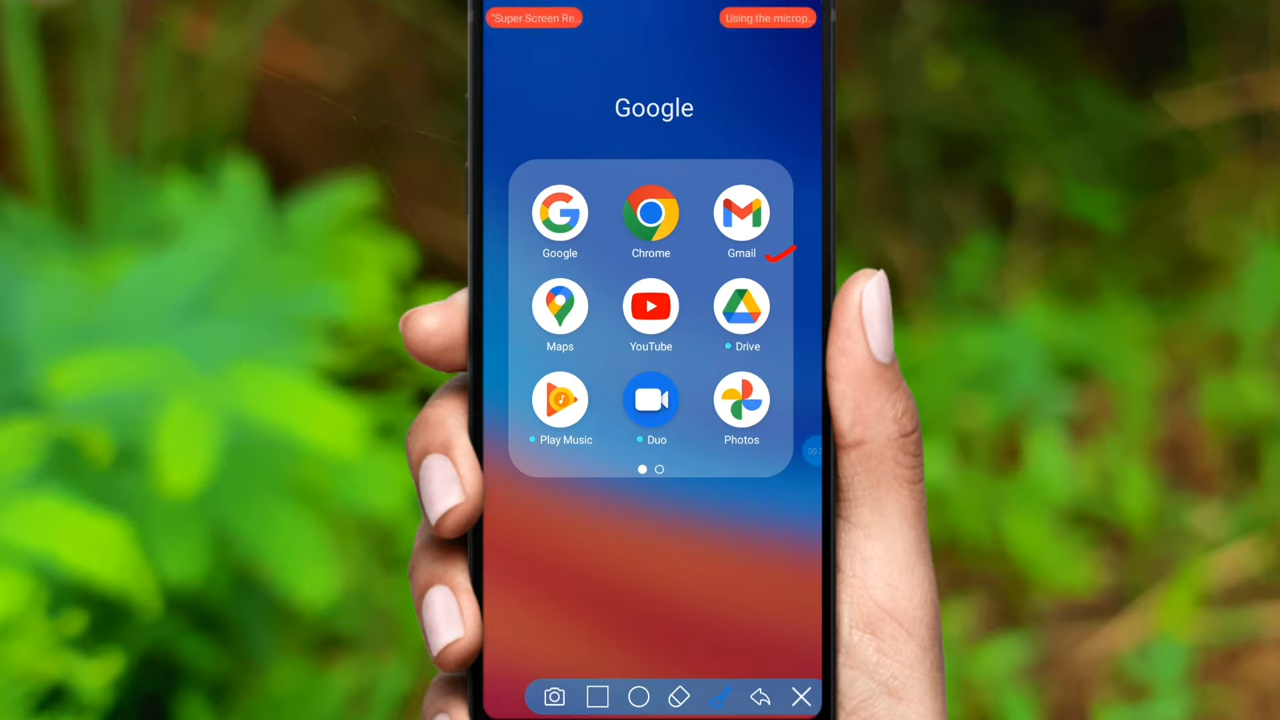 "Super Screen Re... Using the microp...
Google
Google Chrome Gmail
Maps YouTube Drive
Play Music Duo Photos